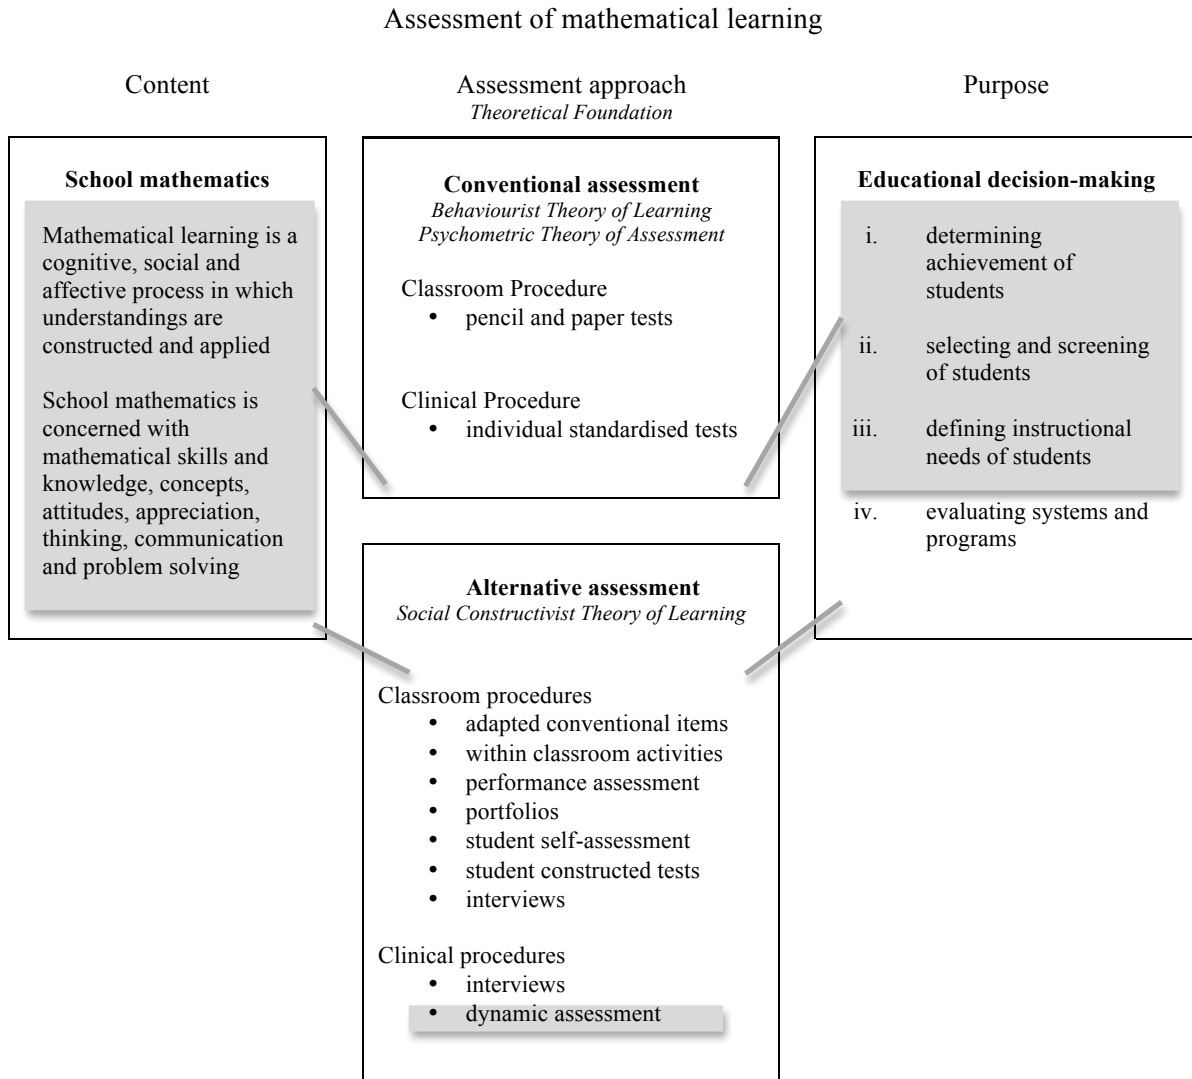 Assessment of mathematical learning
Content
Assessment approach
Theoretical Foundation
Purpose
School mathematics
Mathematical learning is a
cognitive, social and
affective process in which
understandings are
constructed and applied
School mathematics is
concerned with
mathematical skills and
knowledge, concepts,
attitudes, appreciation,
thinking, communication
and problem solving
Conventional assessment
Behaviourist Theory of Learning
Psychometric Theory of Assessment
Classroom Procedure
• pencil and paper tests
Clinical Procedure
• individual standardised tests
Alternative assessment
Social Constructivist Theory of Learning
Classroom procedures
• adapted conventional items
• within classroom activities
• performance assessment
• portfolios
• student self-assessment
• student constructed tests
• interviews
Clinical procedures
• interviews
• dynamic assessment
Educational decision-making
i. determining
achievement of
students
ii. selecting and screening
of students
iii. defining instructional
needs of students
iv. evaluating systems and
programs